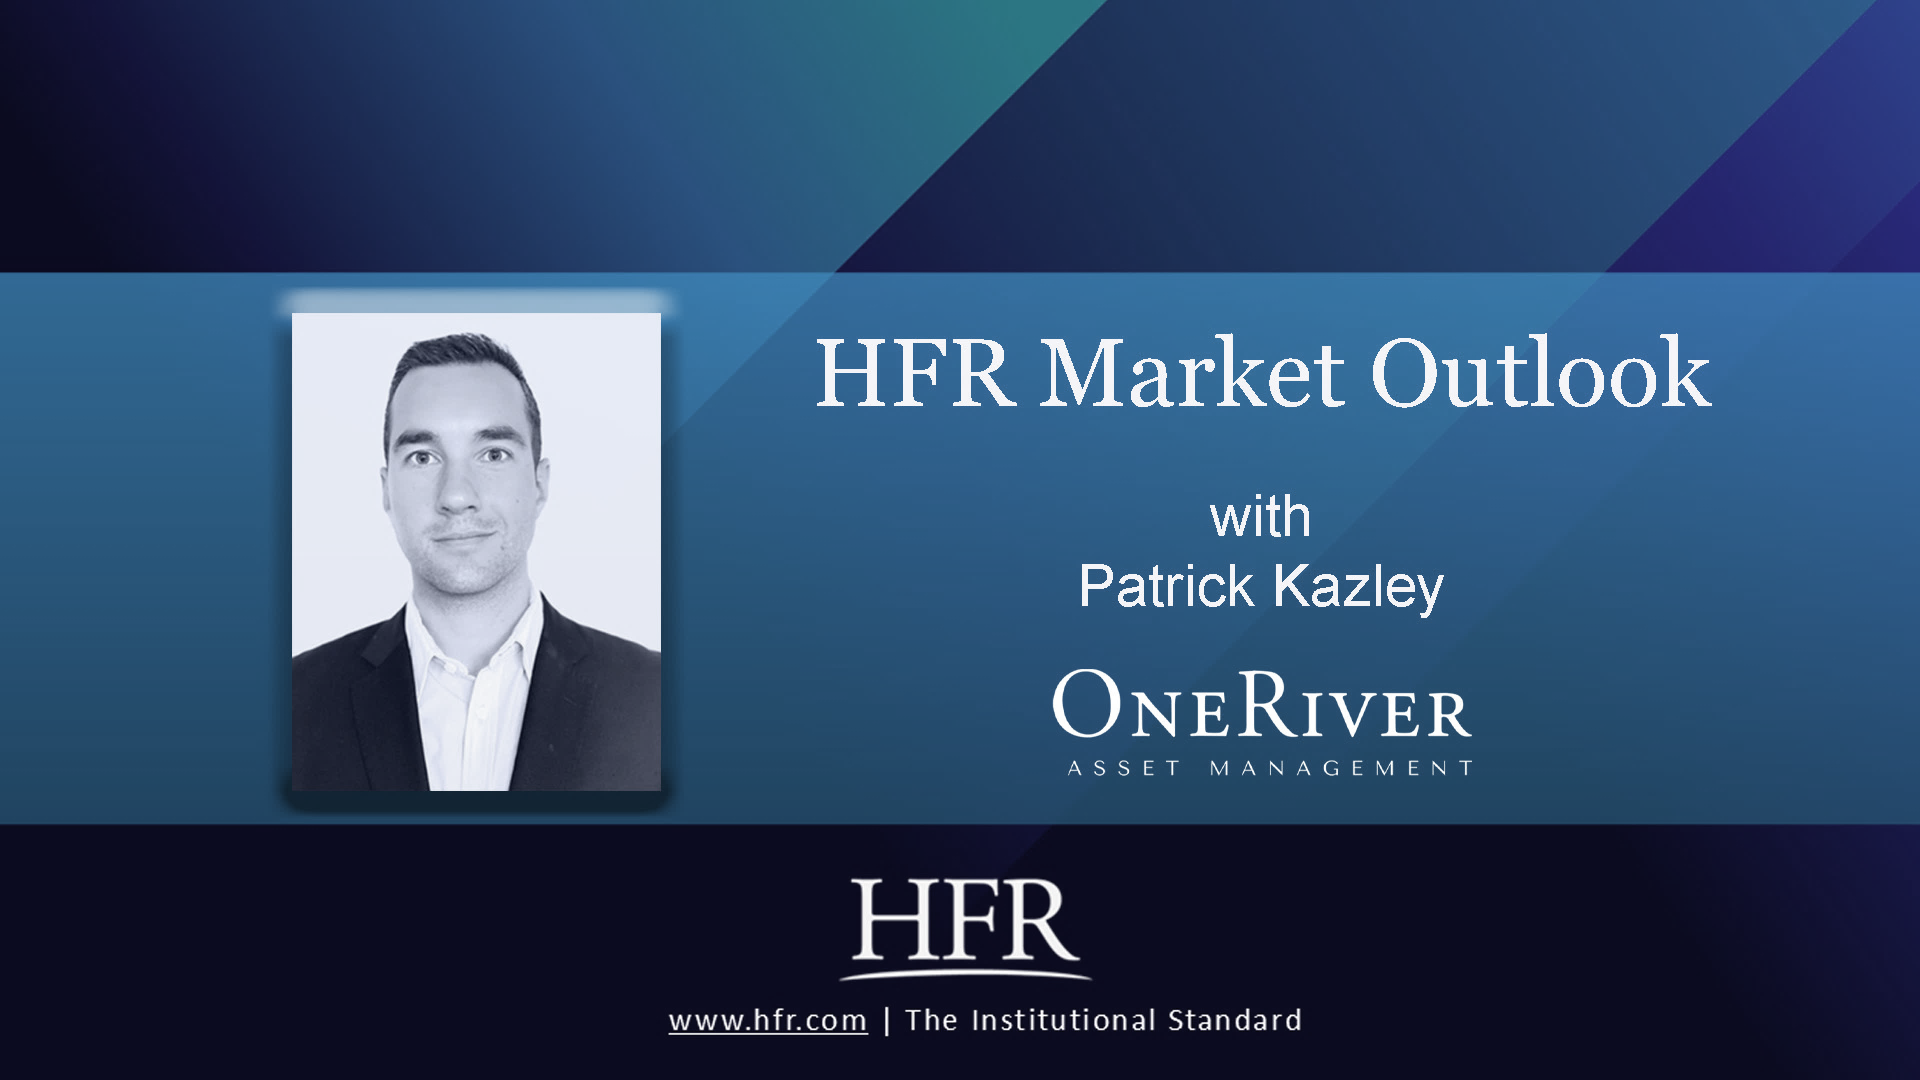 HFR Market Outlook
with
Patrick Kazley
ONERIVER
ASSET MANAGEMENT
HFR
www.hfr.com | The Institutional Standard